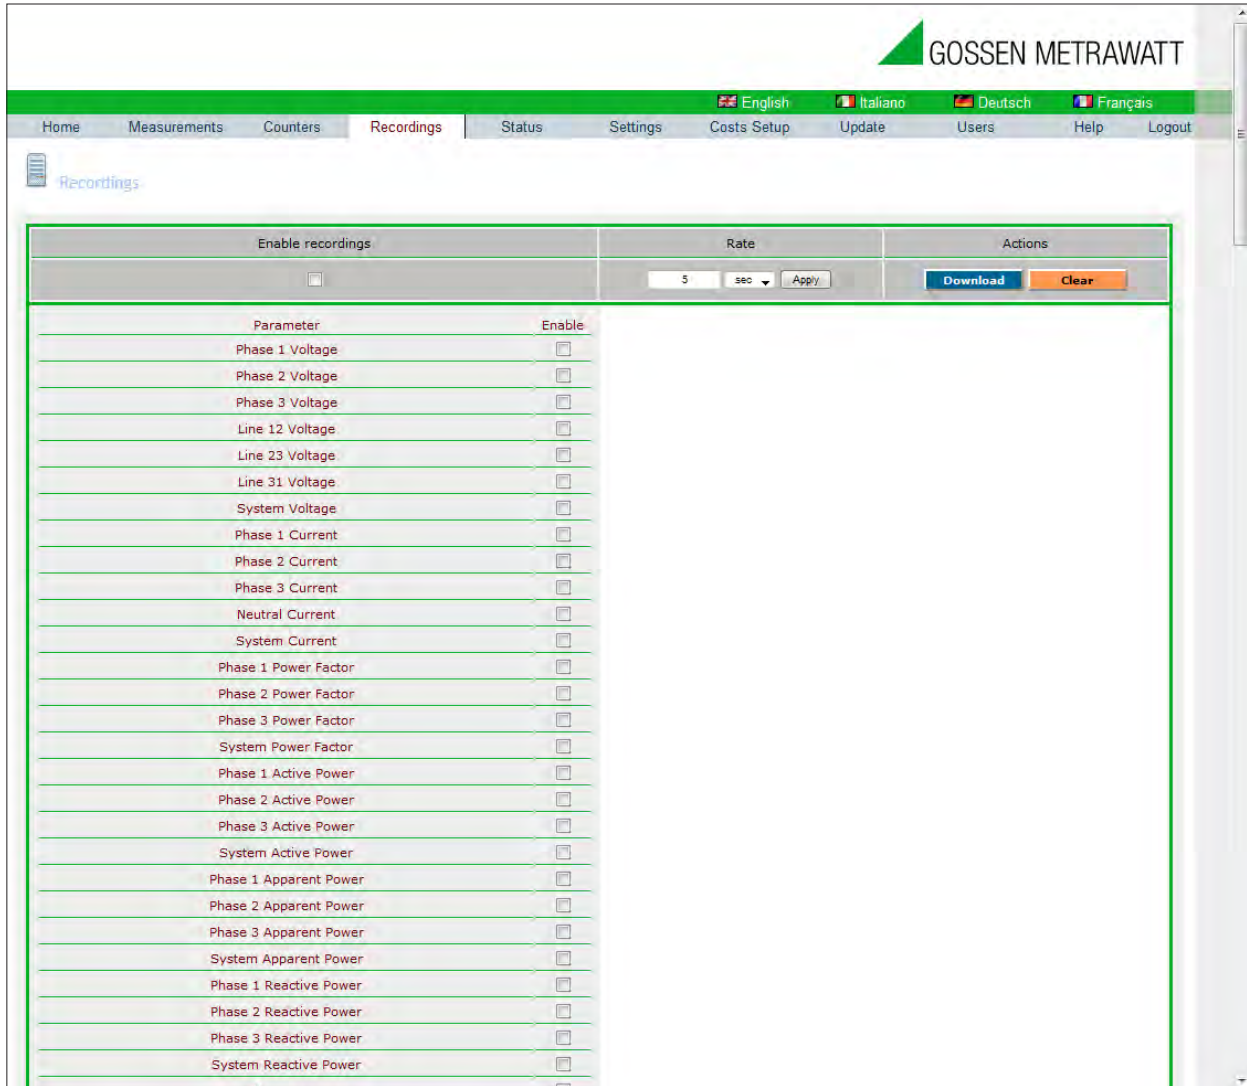 GOSSEN METRAWATT
English Italiano Deutsch Français
Home Measurements Counters Recordings Status Settings Costs Setup Update Users Help Logout
Recordings
Enable recordings Rate Actions
5 sec Apply Download Clear
Parameter Enable
Phase 1 Voltage
Phase 2 Voltage
Phase 3 Voltage
Line 12 Voltage
Line 23 Voltage
Line 31 Voltage
System Voltage
Phase 1 Current
Phase 2 Current
Phase 3 Current
Neutral Current
System Current
Phase 1 Power Factor
Phase 2 Power Factor
Phase 3 Power Factor
System Power Factor
Phase 1 Active Power
Phase 2 Active Power
Phase 3 Active Power
System Active Power
Phase 1 Apparent Power
Phase 2 Apparent Power
Phase 3 Apparent Power
System Apparent Power
Phase 1 Reactive Power
Phase 2 Reactive Power
Phase 3 Reactive Power
System Reactive Power